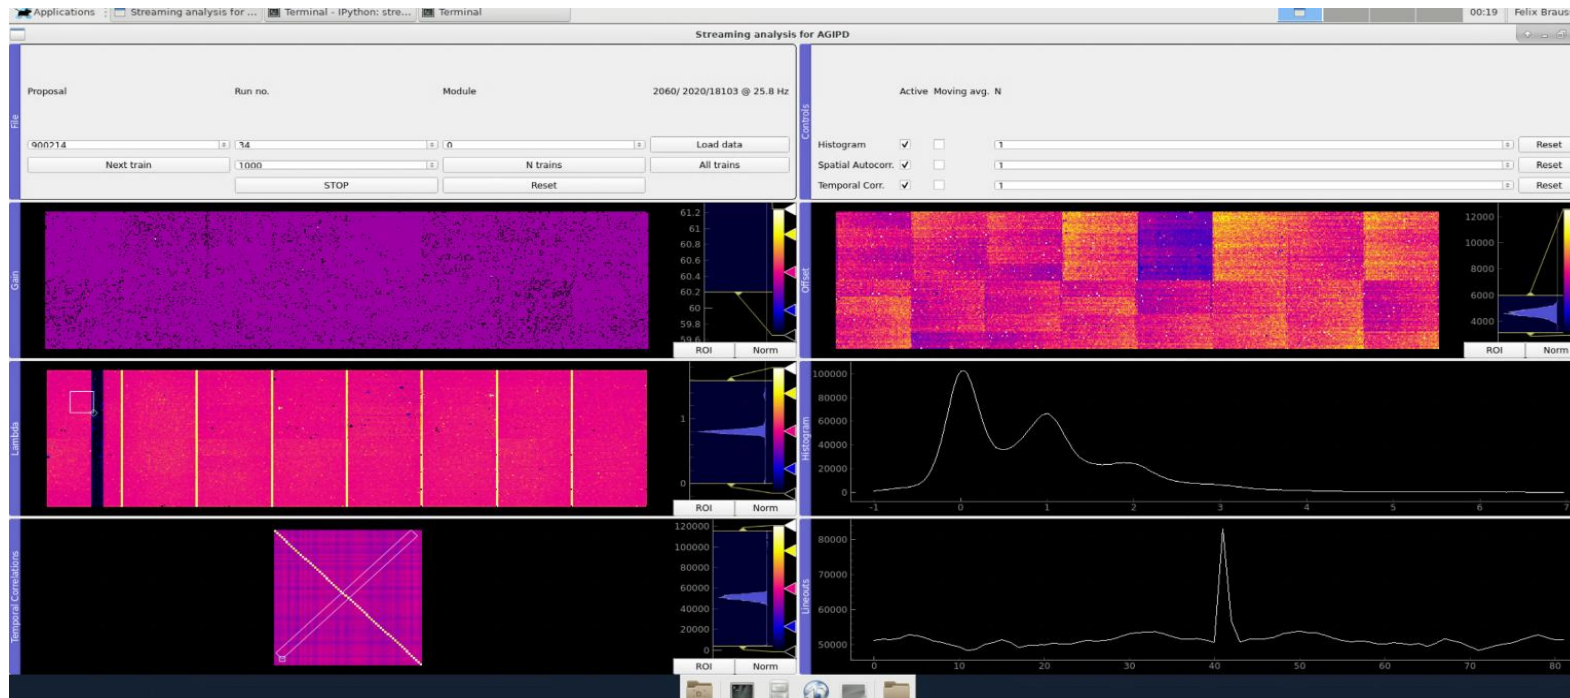 Applications : Streaming analysis for ... Terminal - IPython: stre... Terminal 00:19 Felix Braus
Streaming analysis for AGIPD
File
Proposal Run no. Module 2060/ 2020/18103 @ 25.8 Hz
900214 34 0 Load data
Next train 1000 N trains All trains
STOP Reset
Controls
Active Moving avg. N
Histogram 1 Reset
Spatial Autocorr. 1 Reset
Temporal Corr. 1 Reset
Gain
61.2
61
60.8
60.6
60.4
60.2
60
59.8
59.6
ROI Norm
Offset
12000
10000
8000
6000
4000
ROI Norm
Lambda
1
0
ROI Norm
Histogram
100000
80000
60000
40000
20000
0
-1 0 1 2 3 4 5 6 7
Temporal Correlations
120000
100000
80000
60000
40000
20000
0
ROI Norm
Lineouts
80000
70000
60000
50000
0 10 20 30 40 50 60 70 80